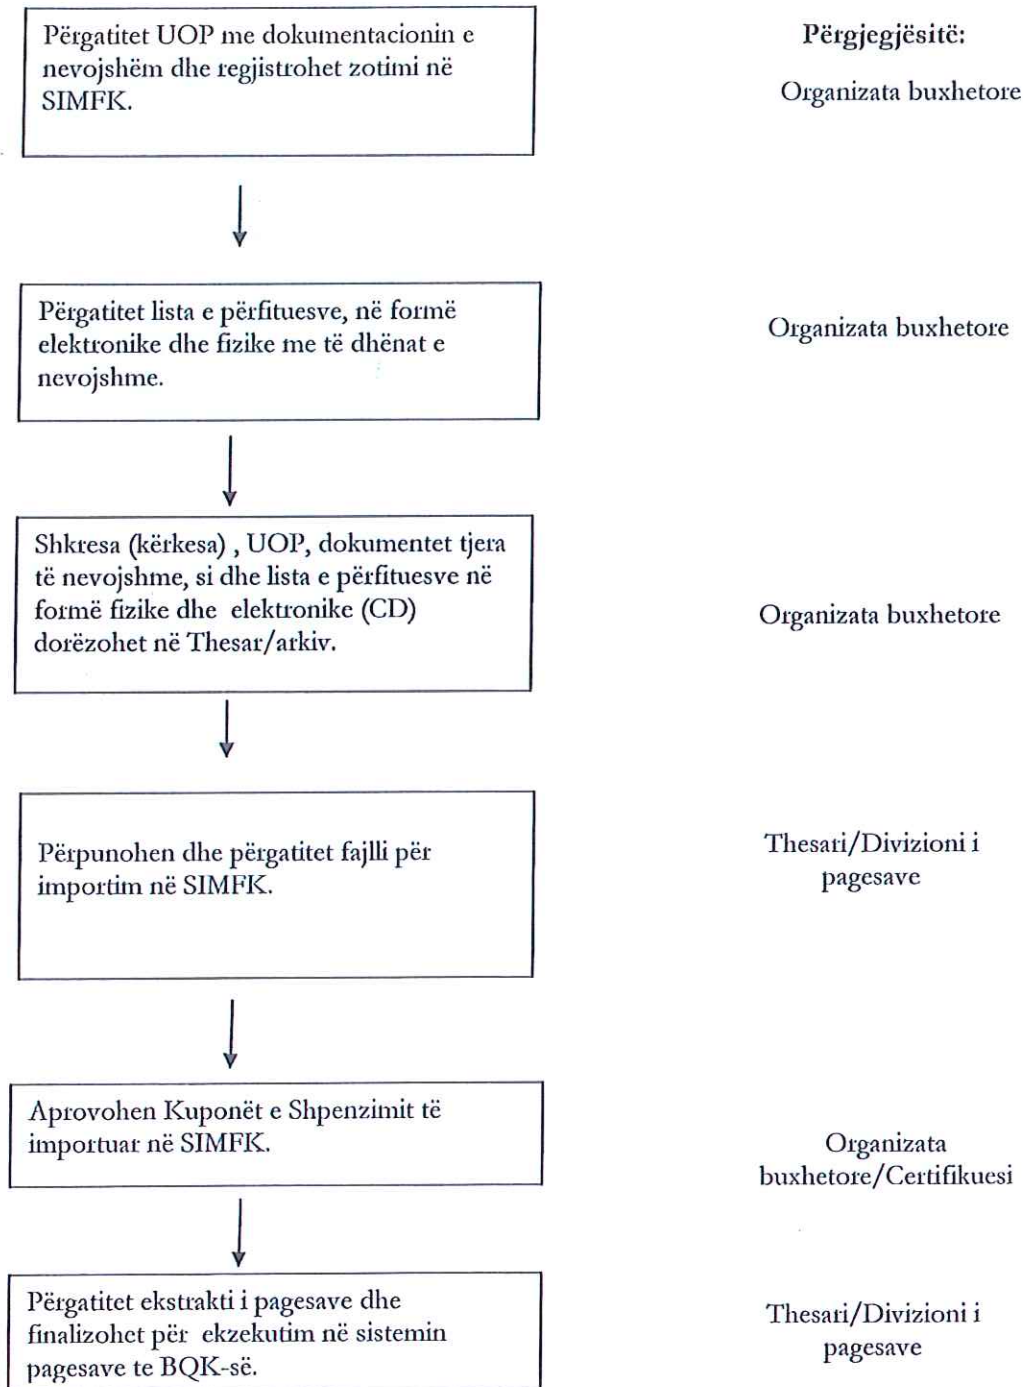 Përgatitet UOP me dokumentacionin e
nevojshëm dhe regjistrohet zotimi në
SIMFK.
Përgjegjësitë:
Organizata buxhetore
Përgatitet lista e përfituesve, në formë
elektronike dhe fizike me të dhënat e
nevojshme.
Organizata buxhetore
Shkresa (kërkesa) , UOP, dokumentet tjera
të nevojshme, si dhe lista e përfituesve në
formë fizike dhe elektronike (CD)
dorëzohet në Thesar/arkiv.
Organizata buxhetore
Përpunohen dhe përgatitet fajlli për
importim në SIMFK.
Thesari/Divizioni i
pagesave
Aprovohen Kuponët e Shpenzimit të
importuar në SIMFK.
Organizata
buxhetore/Certifikuesi
Përgatitet ekstrakti i pagesave dhe
finalizohet për ekzekutim në sistemin
pagesave te BQK-së.
Thesari/Divizioni i
pagesave